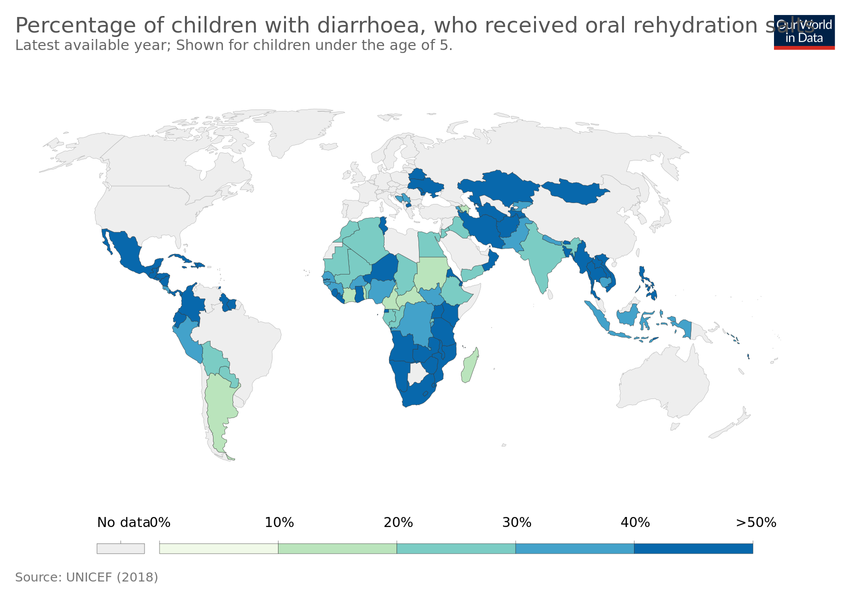 Percentage of children with diarrhoea, who received oral rehydration salts
Our World
in Data
Latest available year; Shown for children under the age of 5.
No data
0%
10%
20%
30%
40%
>50%
Source: UNICEF (2018)